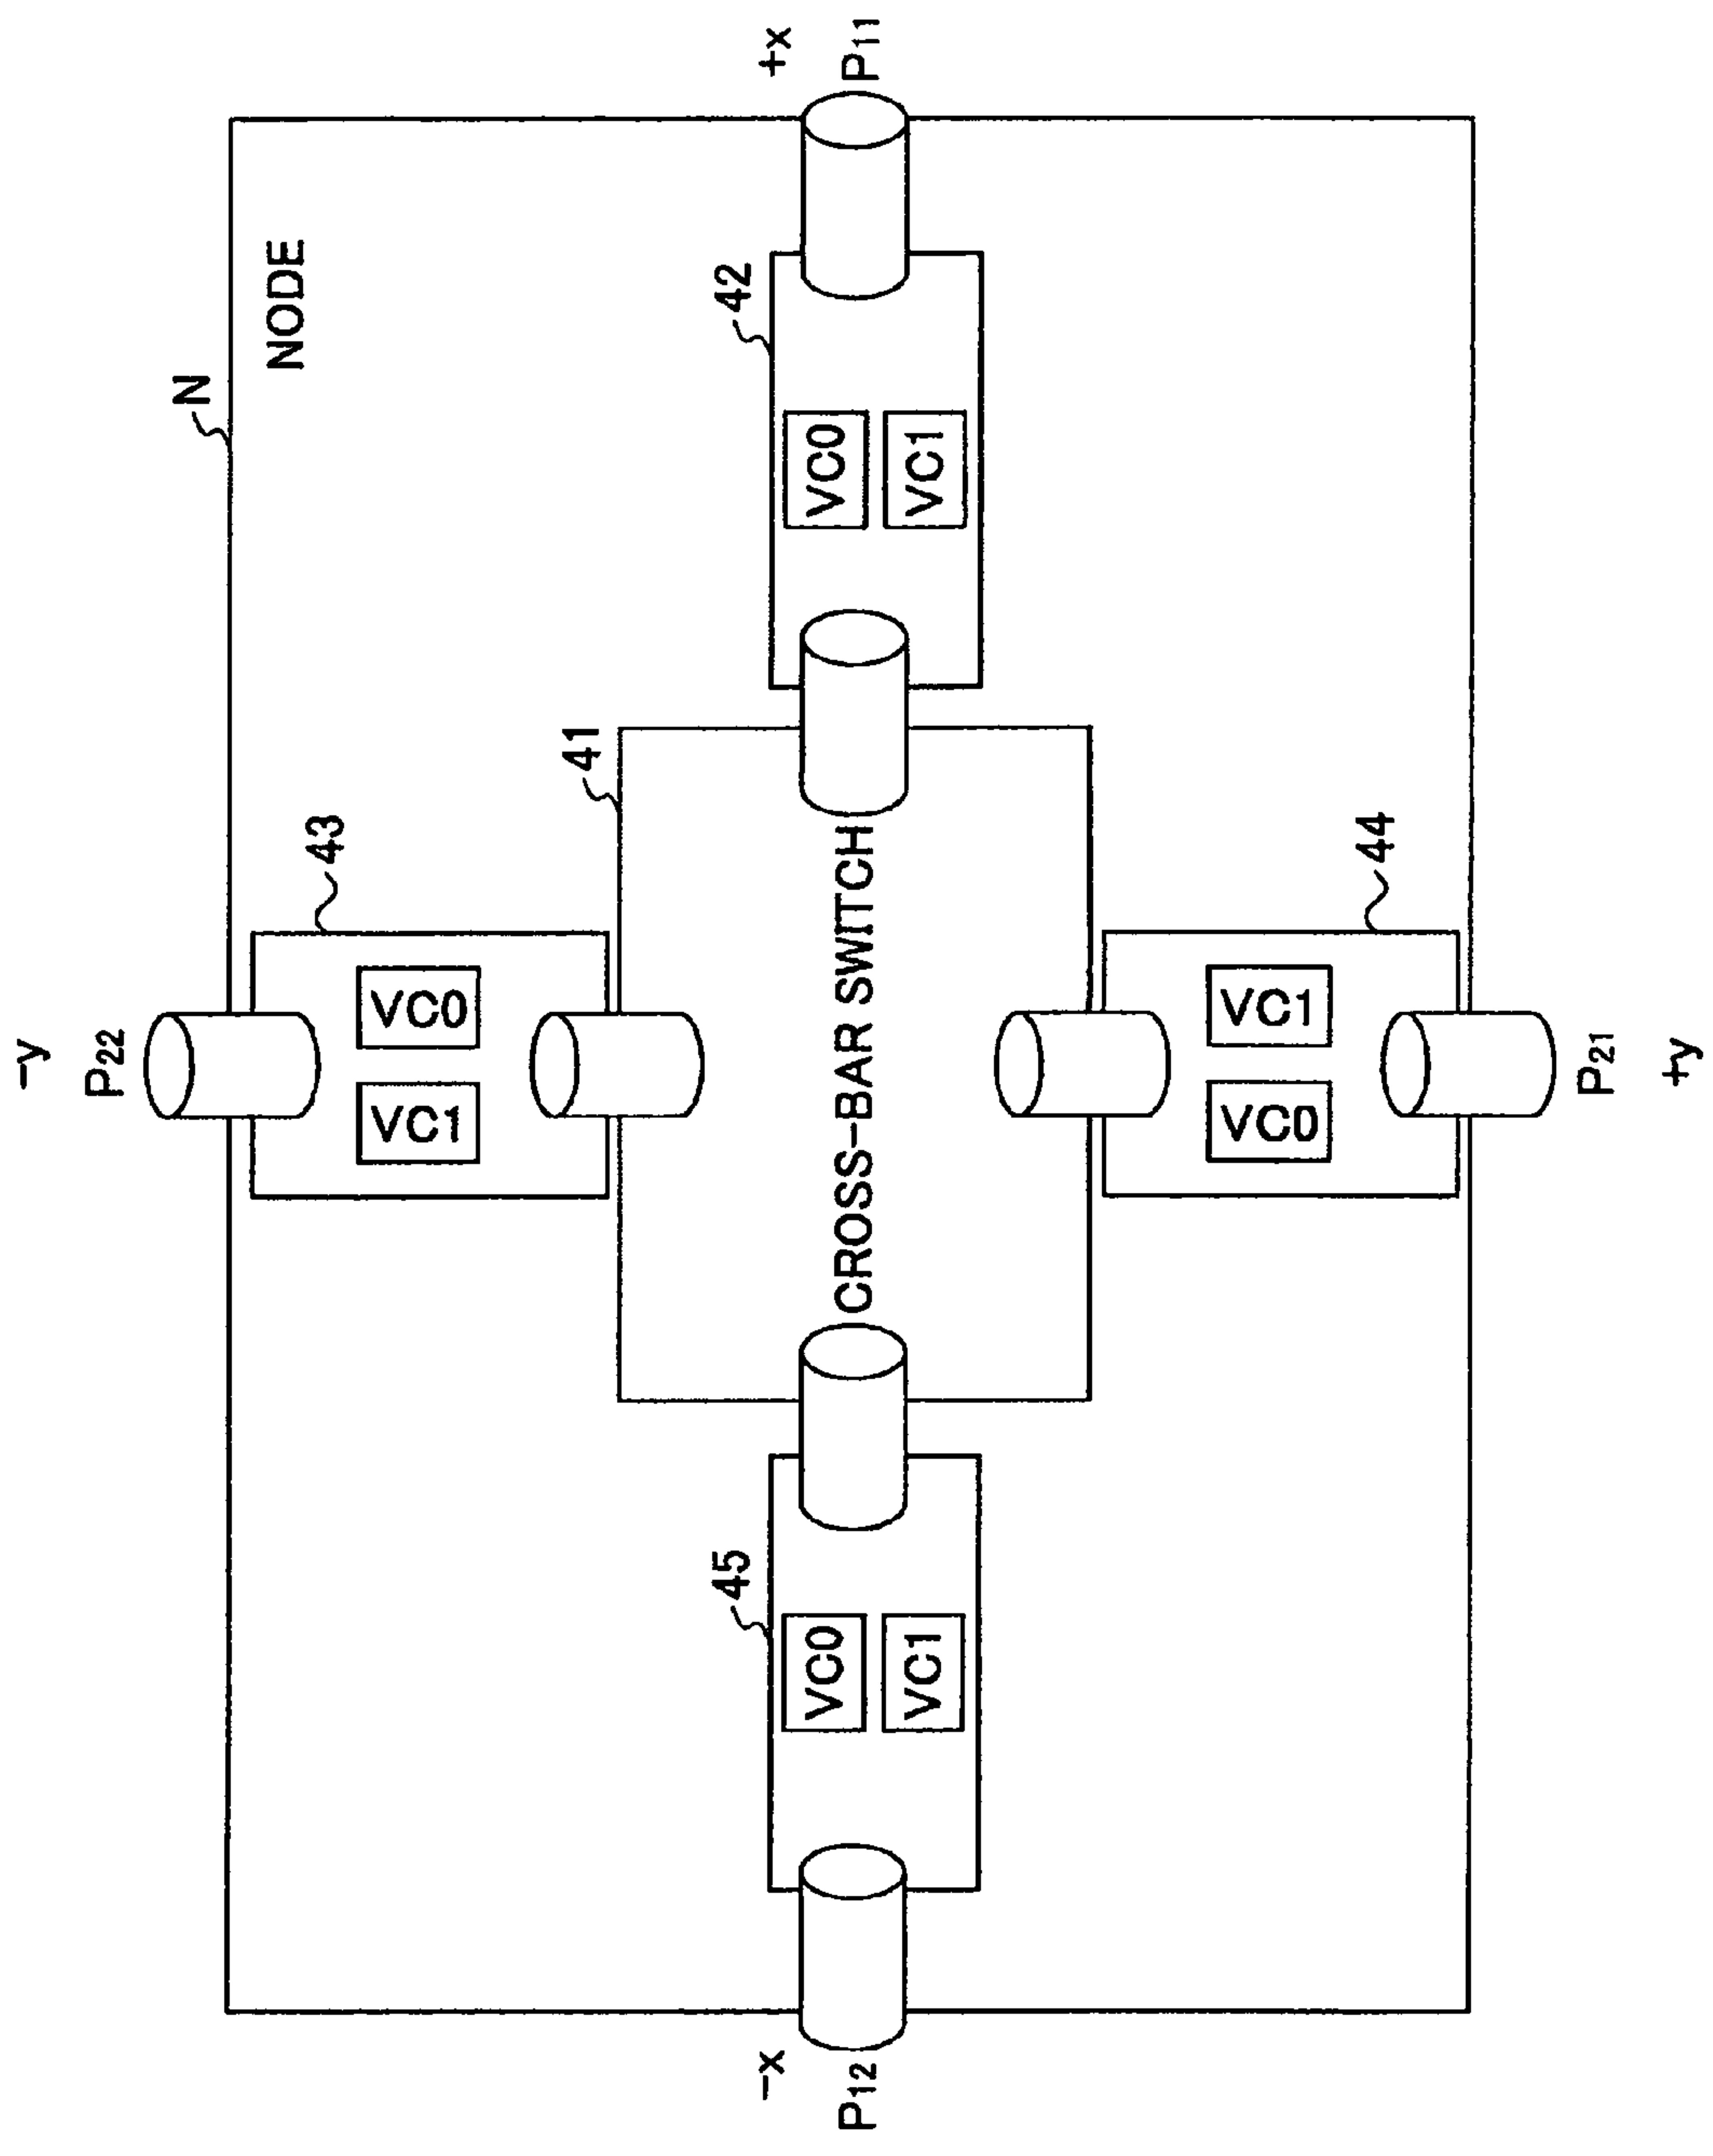 N
NODE
-y
P22
43
VC1
VC0
41
45
VC0
VC1
42
VC0
VC1
-x
P12
CROSS-BAR SWITCH
+x
P11
44
VC0
VC1
P21
+y